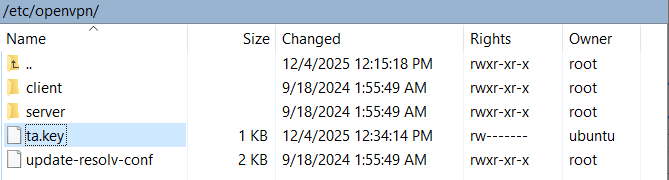 /etc/openvpn/
Name Size Changed Rights Owner
.. 12/4/2025 12:15:18 PM rwxr-xr-x root
client 9/18/2024 1:55:49 AM rwxr-xr-x root
server 9/18/2024 1:55:49 AM rwxr-xr-x root
ta.key 1 KB 12/4/2025 12:34:14 PM rw------- ubuntu
update-resolv-conf 2 KB 9/18/2024 1:55:49 AM rwxr-xr-x root